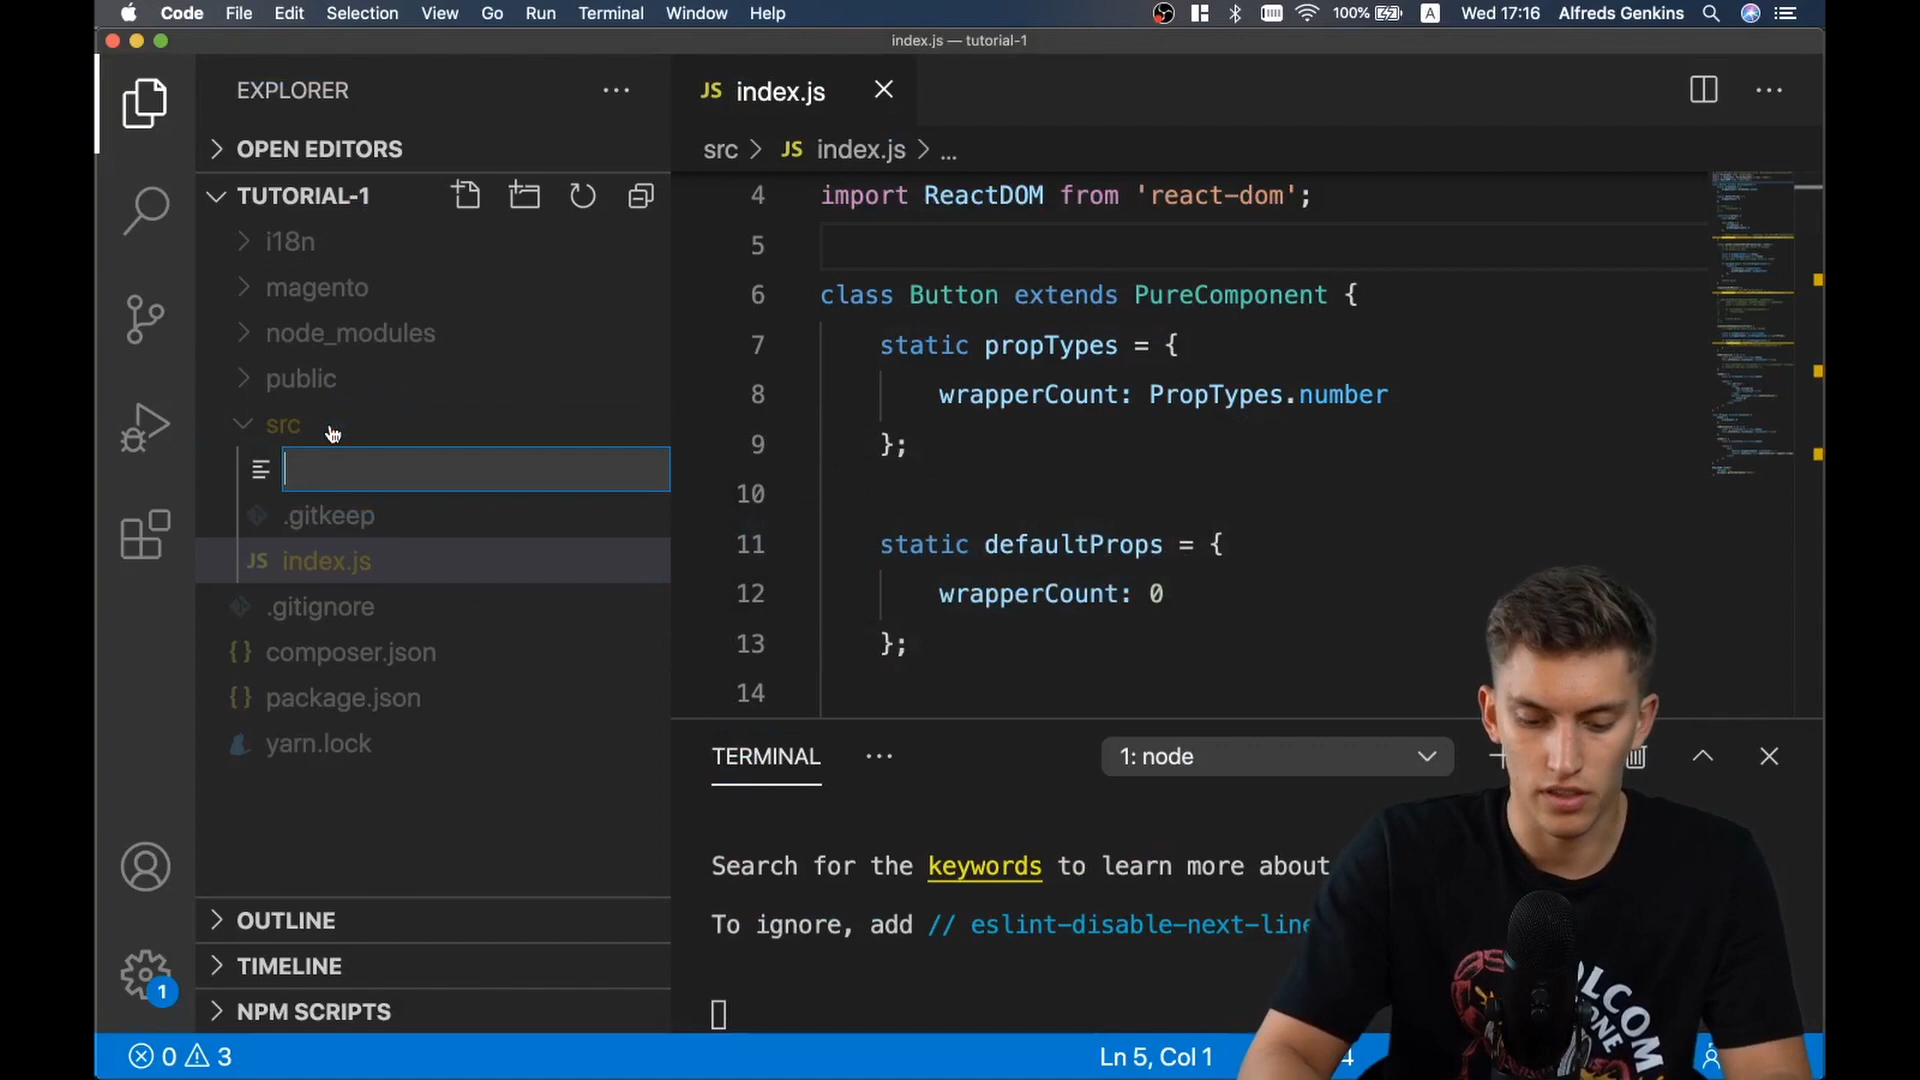 Code File Edit Selection View Go Run Terminal Window Help 100% A Wed 17:16 Alfreds Genkins
index.js — tutorial-1
EXPLORER
OPEN EDITORS
TUTORIAL-1
i18n
magento
node_modules
public
src
.gitkeep
JS index.js
.gitignore
{} composer.json
{} package.json
yarn.lock
OUTLINE
TIMELINE
NPM SCRIPTS
1
JS index.js
src > JS index.js > ...
4 import ReactDOM from 'react-dom';
5
6 class Button extends PureComponent {
7 static propTypes = {
8 wrapperCount: PropTypes.number
9 };
10
11 static defaultProps = {
12 wrapperCount: 0
13 };
14
TERMINAL ... 1: node
Search for the keywords to learn more about
To ignore, add // eslint-disable-next-line
0 3 Ln 5, Col 1 4